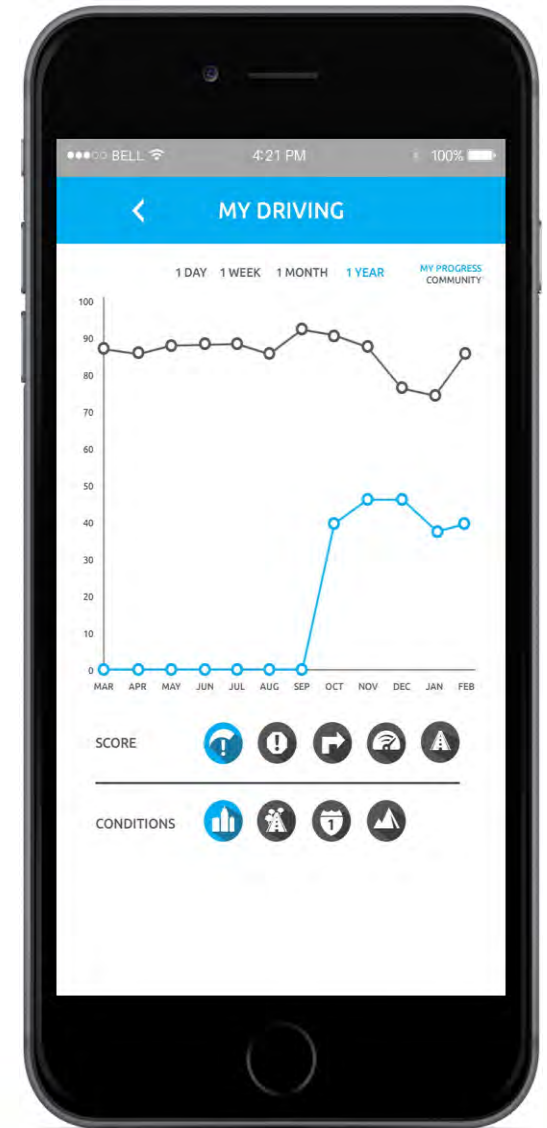 BELL 4:21 PM 100%
MY DRIVING
1 DAY 1 WEEK 1 MONTH 1 YEAR MY PROGRESS
COMMUNITY
100
90
80
70
60
50
40
30
20
10
0
MAR APR MAY JUN JUL AUG SEP OCT NOV DEC JAN FEB
SCORE ! !
CONDITIONS 1